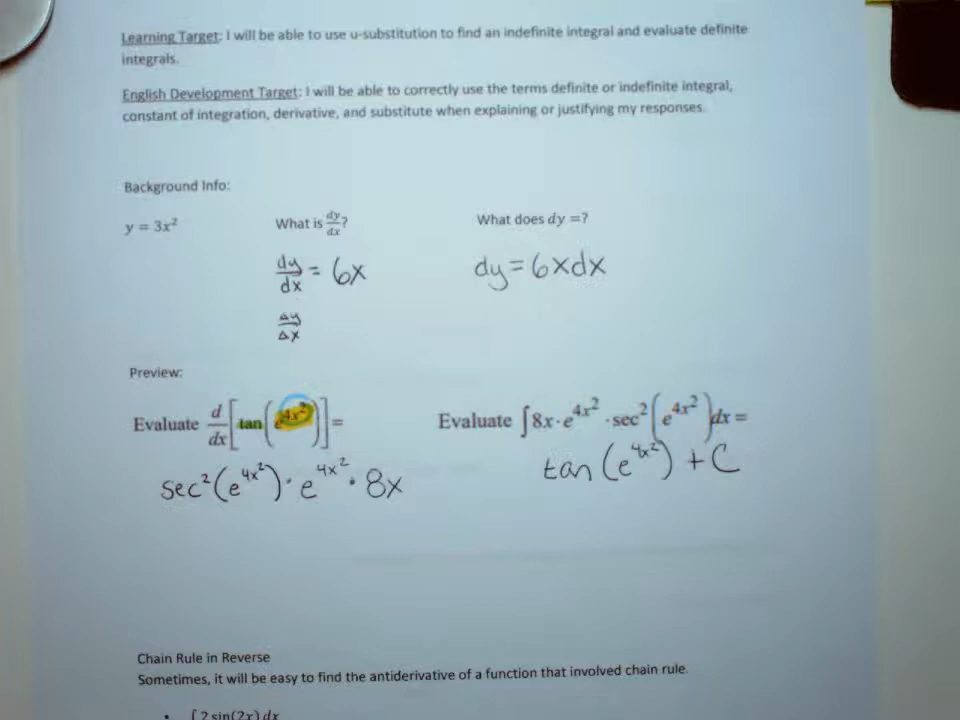 Learning Target: I will be able to use u-substitution to find an indefinite integral and evaluate definite
integrals.
English Development Target: I will be able to correctly use the terms definite or indefinite integral,
constant of integration, derivative, and substitute when explaining or justifying my responses.
Background Info:
y = 3x² What is dy/dx? What does dy =?
dy/dx = 6x dy = 6xdx
Δy/Δx
Preview:
Evaluate d/dx[tan(e^{4x²})] = Evaluate ∫8x·e^{4x²}·sec²(e^{4x²})dx =
sec²(e^{4x²})·e^{4x²}·8x tan(e^{4x²}) + C
Chain Rule in Reverse
Sometimes, it will be easy to find the antiderivative of a function that involved chain rule.
• ∫2 sin(2x) dx